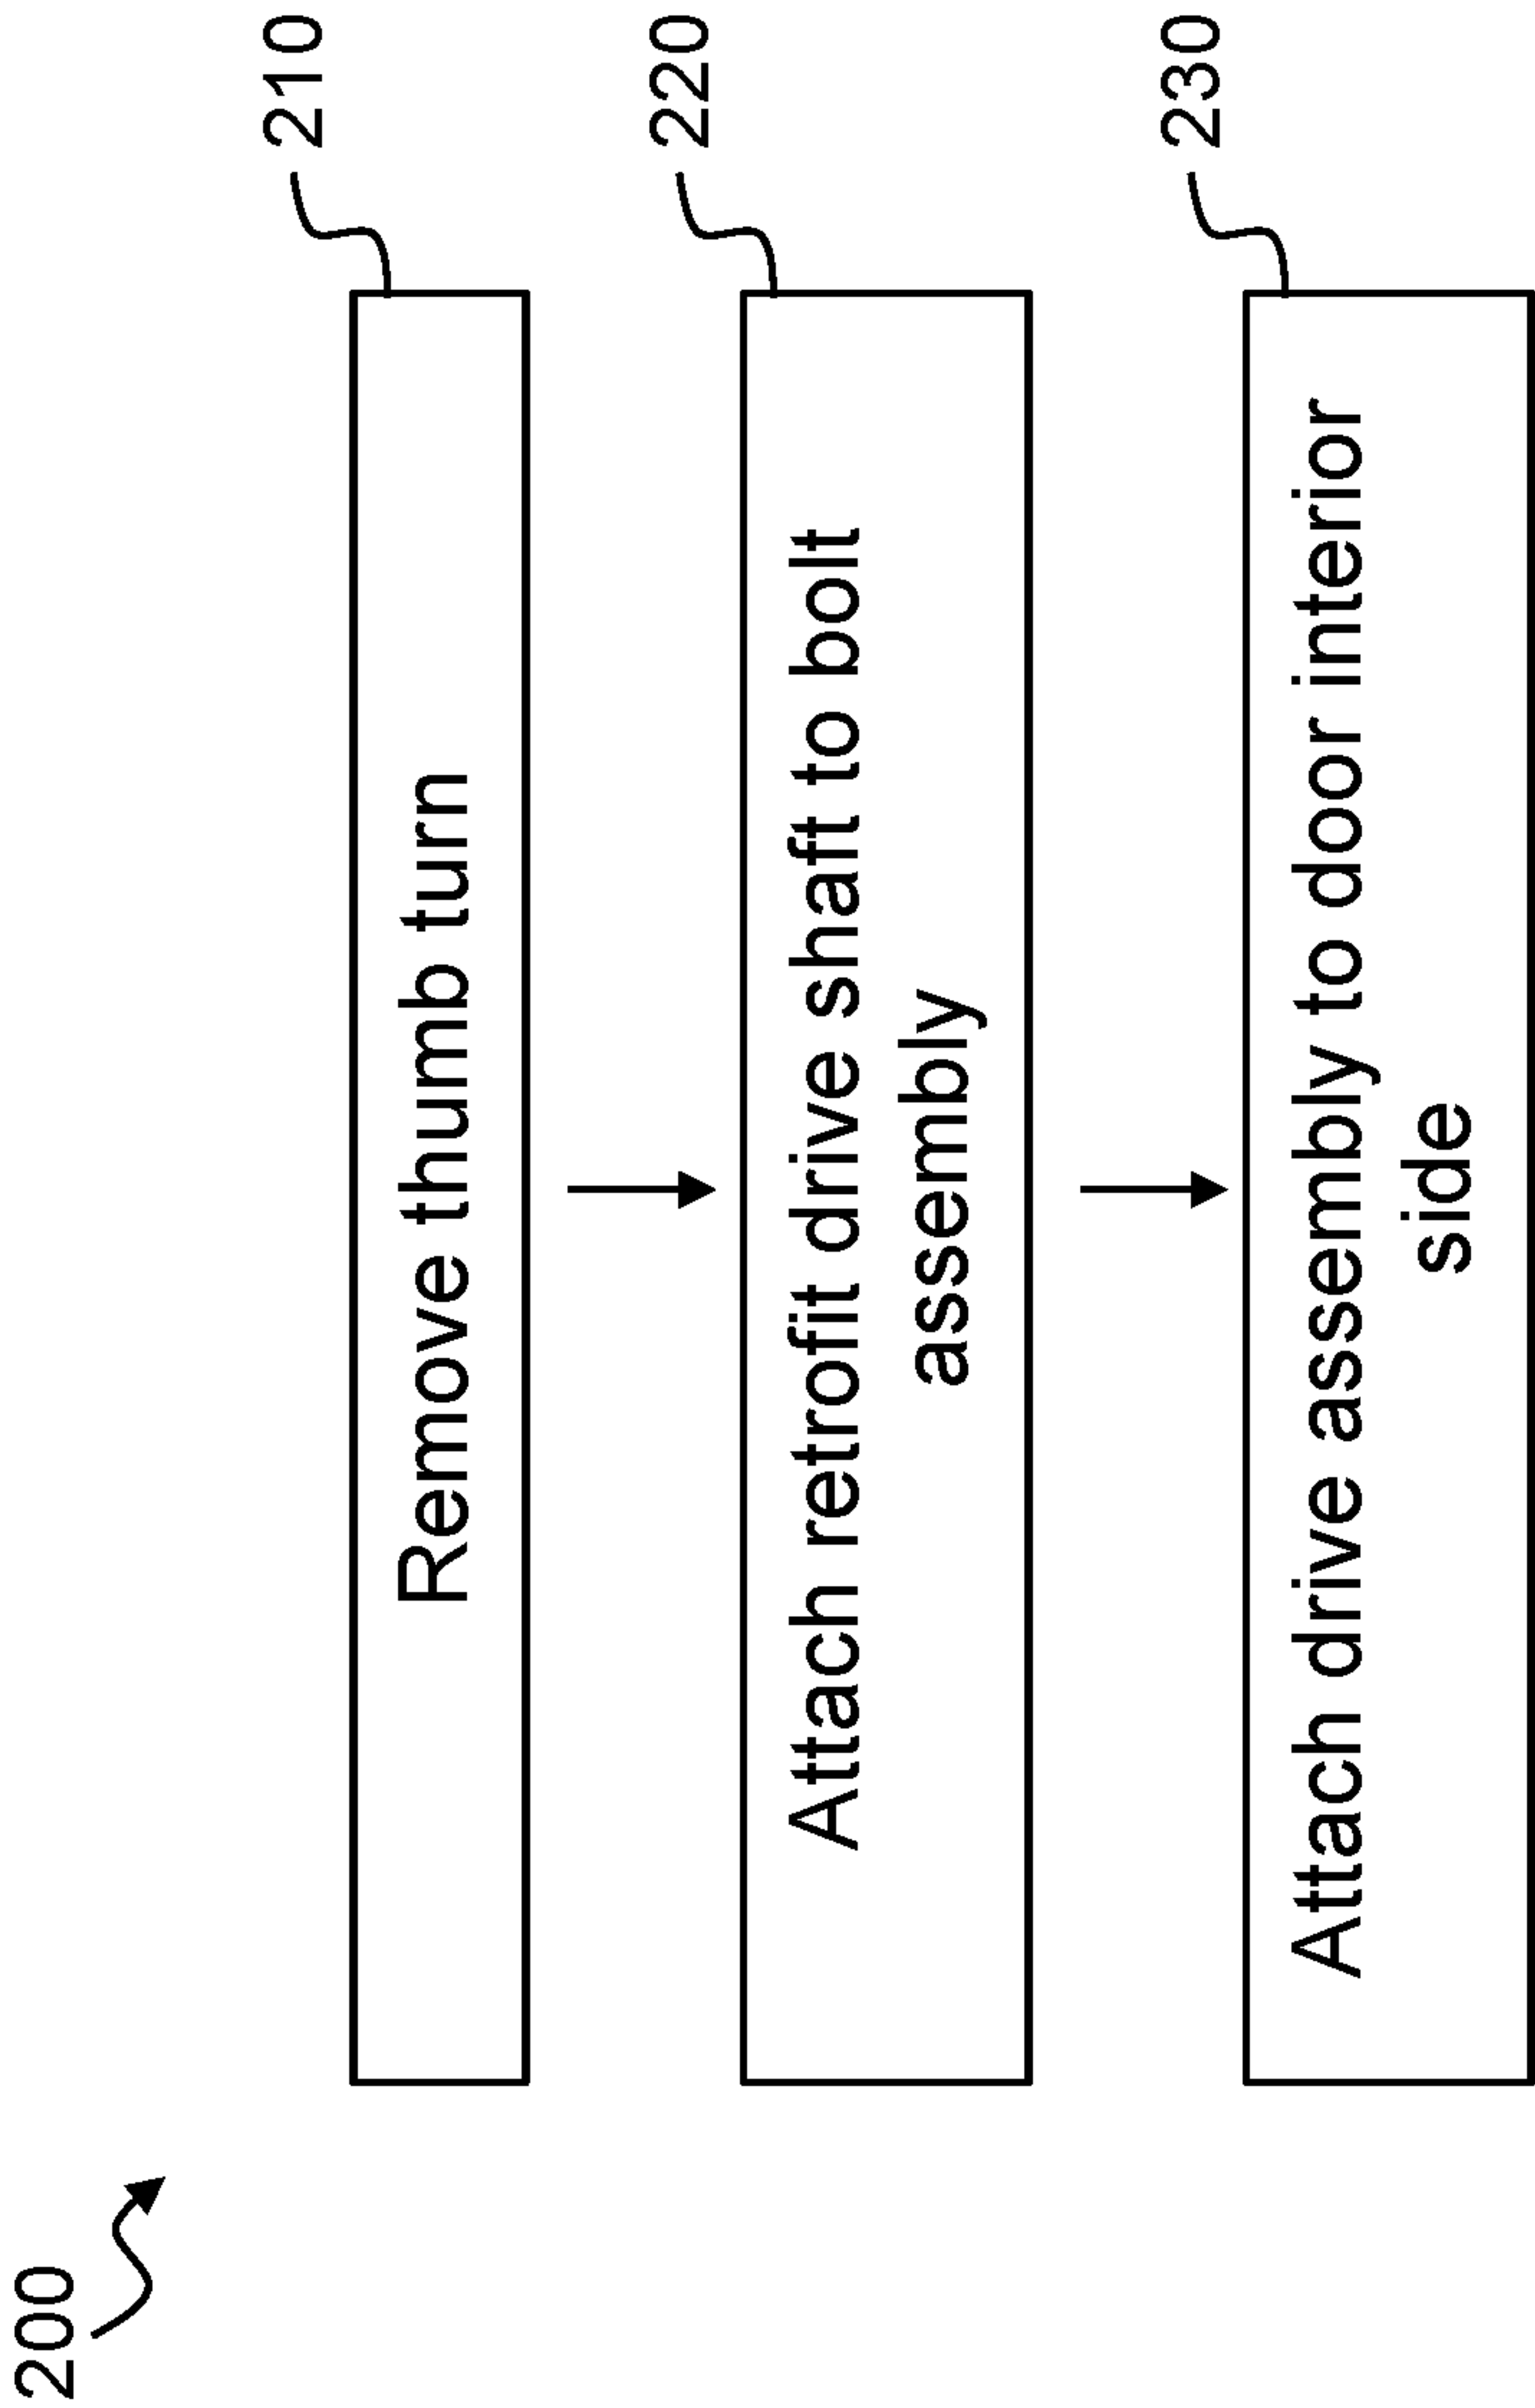 200
Remove thumb turn
210
Attach retrofit drive shaft to bolt
assembly
220
Attach drive assembly to door interior
side
230